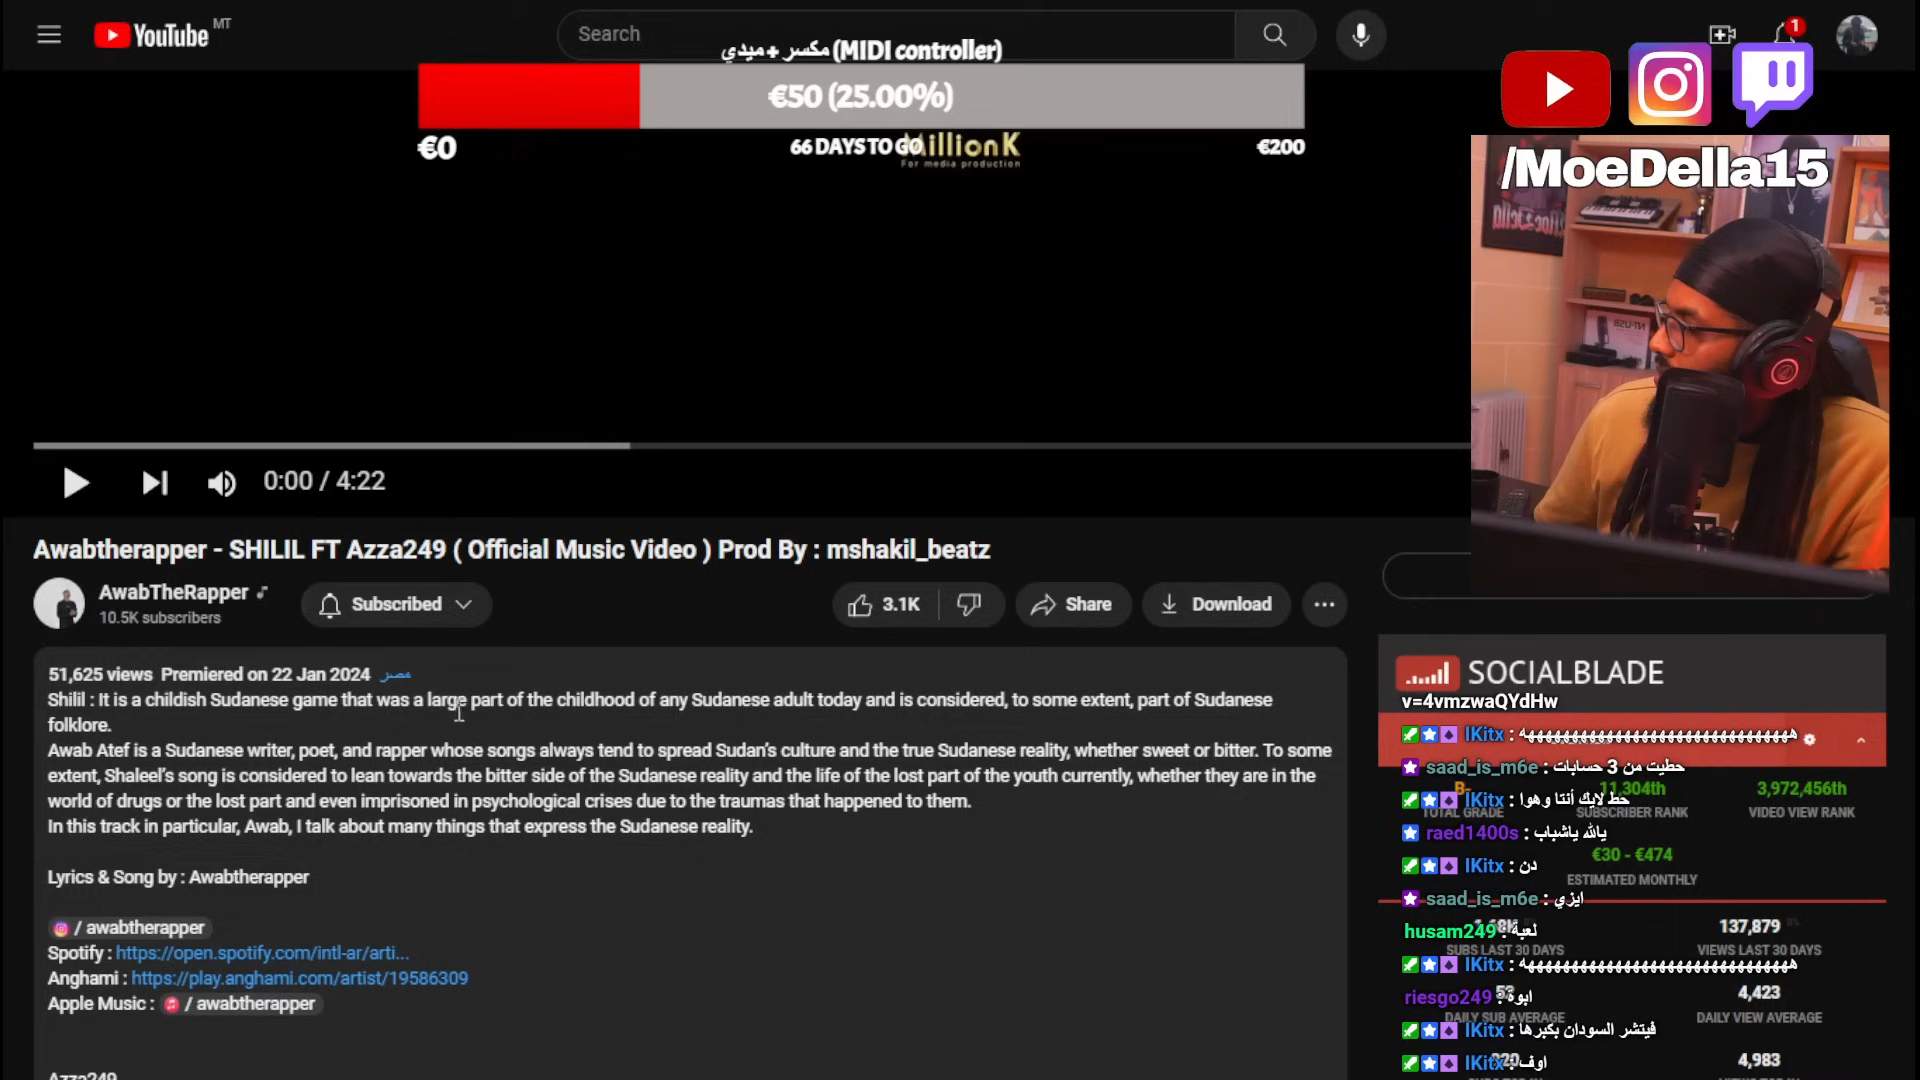 YouTube MT
Search
1
مكسر + ميدي (MIDI controller)
€50 (25.00%)
€0
66 DAYS TO GO
€200
MillionK
For media production
/MoeDella15
NT-USB
0:00 / 4:22
Awabtherapper - SHILIL FT Azza249 ( Official Music Video ) Prod By : mshakil_beatz
AwabTheRapper
10.5K subscribers
Subscribed
3.1K
Share
Download
51,625 views Premiered on 22 Jan 2024 مصر
Shilil : It is a childish Sudanese game that was a large part of the childhood of any Sudanese adult today and is considered, to some extent, part of Sudanese
folklore.
Awab Atef is a Sudanese writer, poet, and rapper whose songs always tend to spread Sudan's culture and the true Sudanese reality, whether sweet or bitter. To some
extent, Shaleel's song is considered to lean towards the bitter side of the Sudanese reality and the life of the lost part of the youth currently, whether they are in the
world of drugs or the lost part and even imprisoned in psychological crises due to the traumas that happened to them.
In this track in particular, Awab, I talk about many things that express the Sudanese reality.
Lyrics & Song by : Awabtherapper
/ awabtherapper
Spotify : https://open.spotify.com/intl-ar/arti...
Anghami : https://play.anghami.com/artist/19586309
Apple Music : / awabtherapper
Azza249
SOCIALBLADE
v=4vmzwaQYdHw
IKitx : ههههههههههههههههههههههههههههههه
saad_is_m6e : حطيت من 3 حسابات
11,304th
3,972,456th
IKitx : حط لايك أنتا وهوا
TOTAL GRADE
SUBSCRIBER RANK
VIDEO VIEW RANK
raed1400s : يالله ياشباب
€30 - €474
IKitx : دن
ESTIMATED MONTHLY
saad_is_m6e : ايزي
husam249 : لعبة
137,879
SUBS LAST 30 DAYS
VIEWS LAST 30 DAYS
IKitx : ههههههههههههههههههههههههههههههه
riesgo249 : ابوة
4,423
DAILY SUB AVERAGE
DAILY VIEW AVERAGE
IKitx : فيتشر السودان بكبرها
IKitx : اوف
4,983